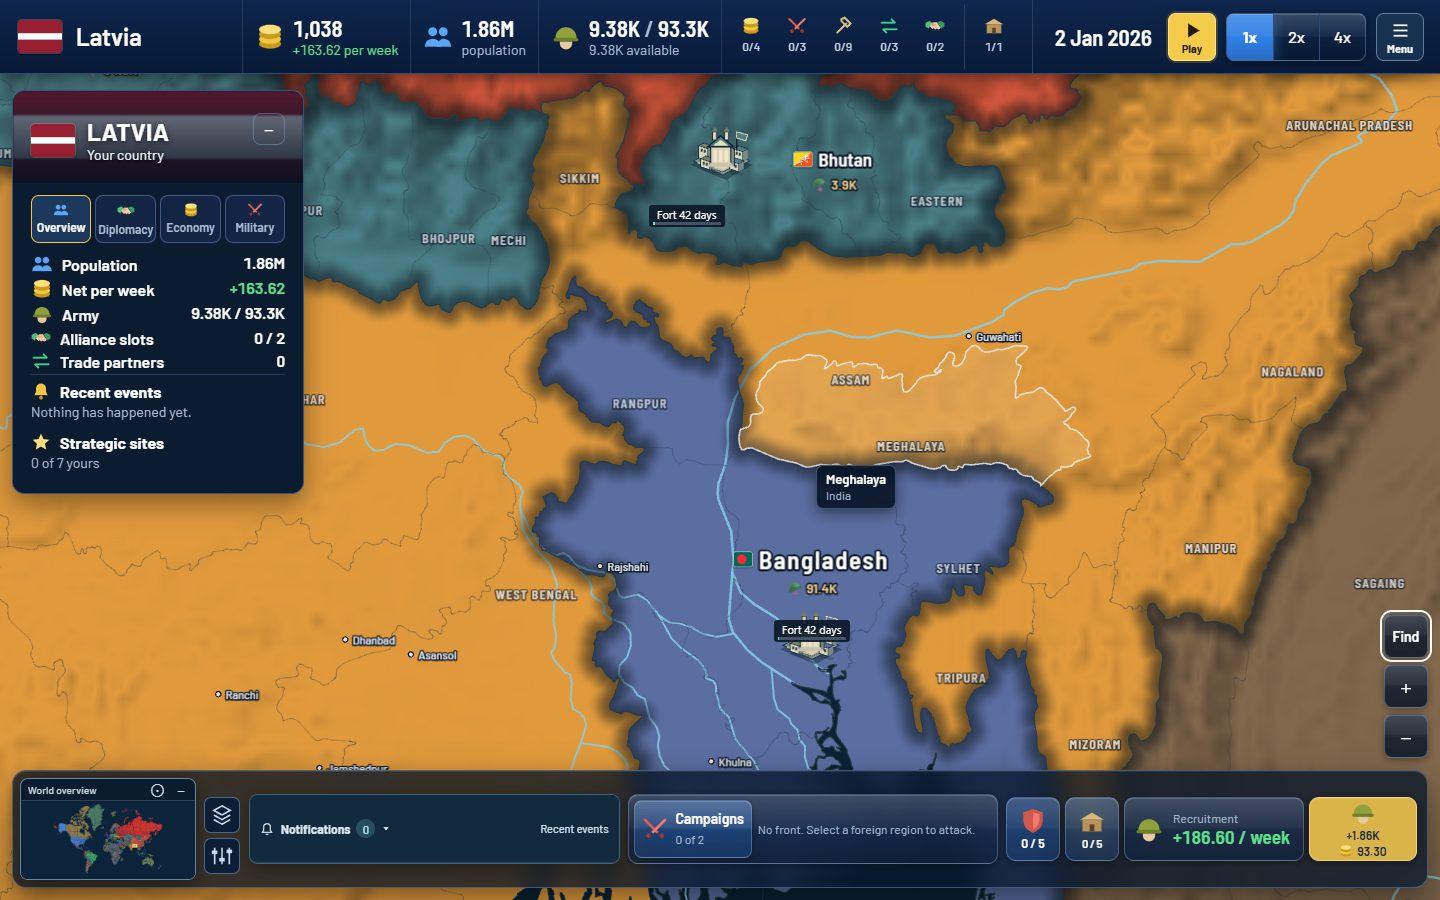 Latvia
1,038
+163.62 per week
1.86M
population
9.38K / 93.3K
9.38K available
0/4
0/3
0/9
0/3
0/2
1/1
2 Jan 2026
Play
1x
2x
4x
Menu
LATVIA
Your country
Overview
Diplomacy
Economy
Military
Population
1.86M
Net per week
+163.62
Army
9.38K / 93.3K
Alliance slots
0 / 2
Trade partners
0
Recent events
Nothing has happened yet.
Strategic sites
0 of 7 yours
ARUNACHAL PRADESH
SIKKIM
Bhutan
3.9K
EASTERN
Fort 42 days
BHOJPUR
MECHI
Guwahati
ASSAM
NAGALAND
RANGPUR
MEGHALAYA
Meghalaya
India
Bangladesh
91.4K
MANIPUR
SYLHET
SAGAING
Rajshahi
WEST BENGAL
Fort 42 days
Dhanbad
Asansol
TRIPURA
Ranchi
MIZORAM
Khulna
Jamshedpur
Find
+
−
World overview
Notifications
0
Recent events
Campaigns
0 of 2
No front. Select a foreign region to attack.
0 / 5
0 / 5
Recruitment
+186.60 / week
+1.86K
93.30